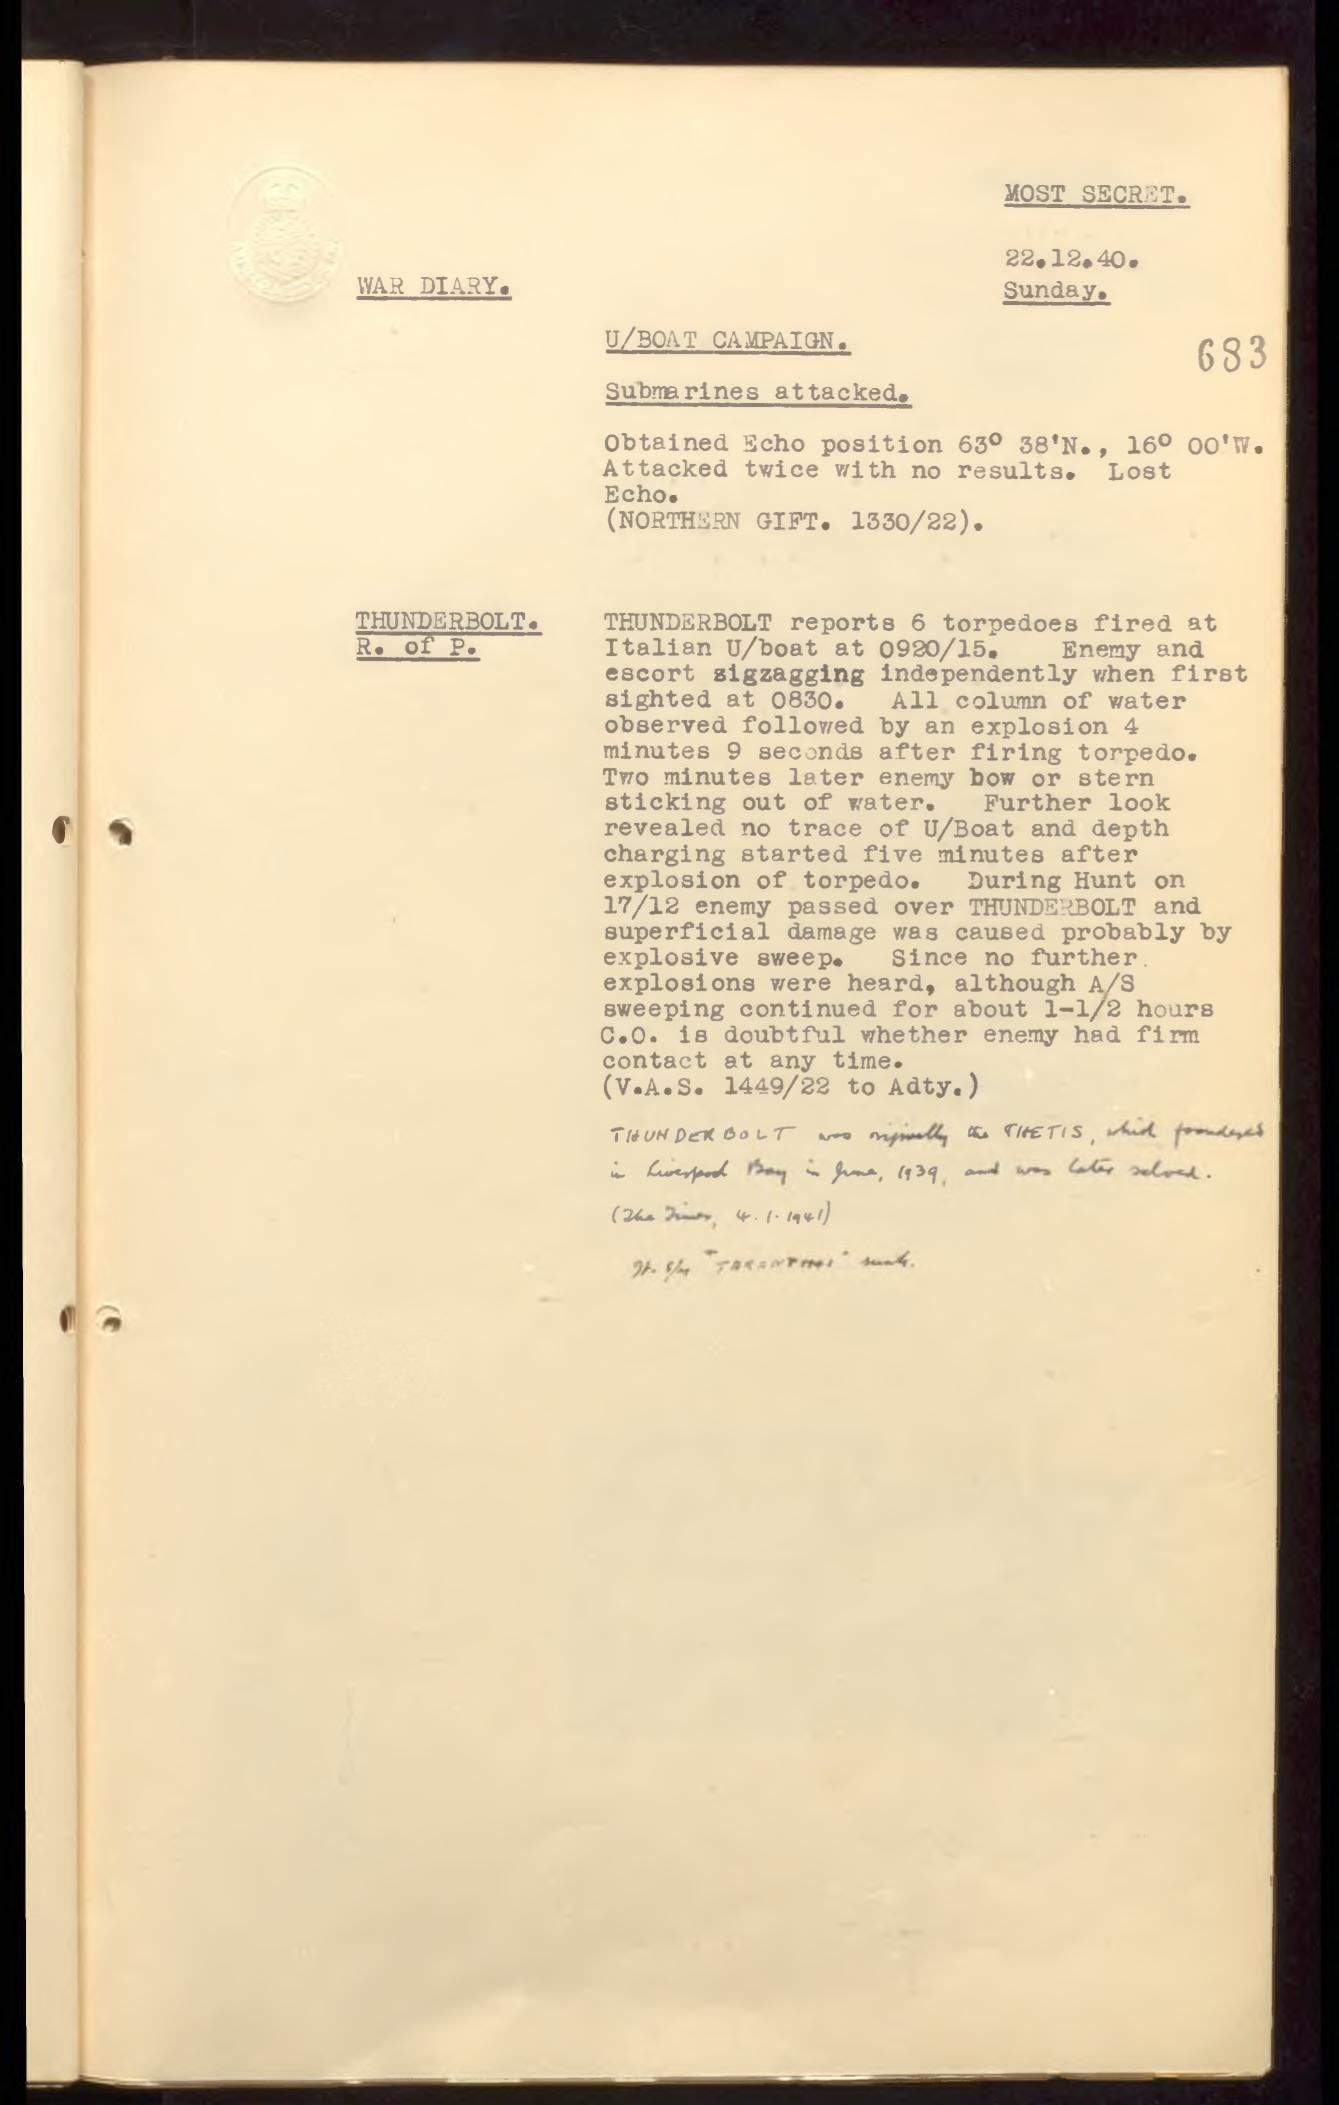 MOST SECRET.
22.12.40.
WAR DIARY.
Sunday.
U/BOAT CAMPAIGN.
683
Submarines attacked.
Obtained Echo position 63° 38'N., 16° 00'W.
Attacked twice with no results. Lost
Echo.
(NORTHERN GIFT. 1330/22).
THUNDERBOLT.
R. of P.
THUNDERBOLT reports 6 torpedoes fired at
Italian U/boat at 0920/15. Enemy and
escort sigzagging independently when first
sighted at 0830. All column of water
observed followed by an explosion 4
minutes 9 seconds after firing torpedo.
Two minutes later enemy bow or stern
sticking out of water. Further look
revealed no trace of U/Boat and depth
charging started five minutes after
explosion of torpedo. During Hunt on
17/12 enemy passed over THUNDERBOLT and
superficial damage was caused probably by
explosive sweep. Since no further
explosions were heard, although A/S
sweeping continued for about 1-1/2 hours
C.O. is doubtful whether enemy had firm
contact at any time.
(V.A.S. 1449/22 to Adty.)
THUNDERBOLT was originally the THETIS, which foundered
in Liverpool Bay in June, 1939, and was later salved.
(The Times, 4.1.1941)
It. S/M "TARANTINI" sunk.